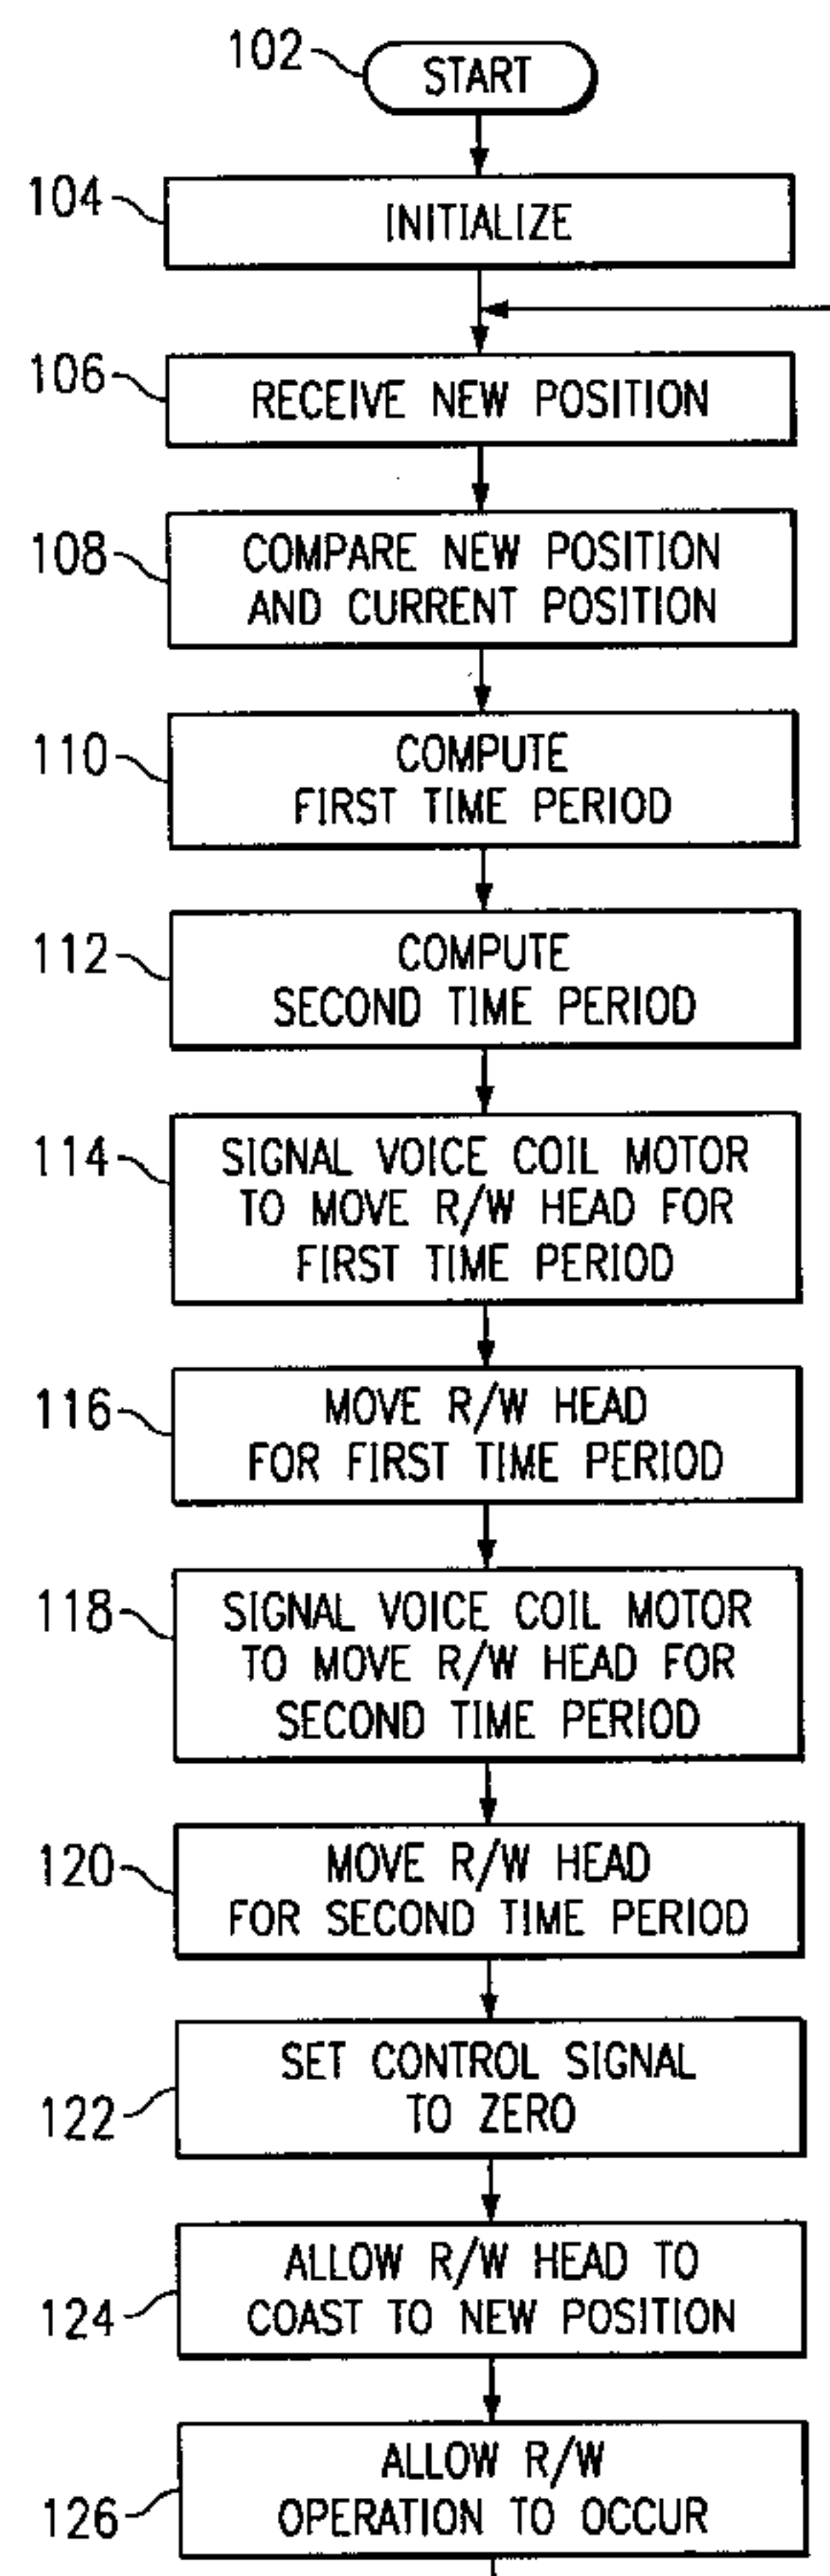 102
START
104
INITIALIZE
106
RECEIVE NEW POSITION
108
COMPARE NEW POSITION
AND CURRENT POSITION
110
COMPUTE
FIRST TIME PERIOD
112
COMPUTE
SECOND TIME PERIOD
114
SIGNAL VOICE COIL MOTOR
TO MOVE R/W HEAD FOR
FIRST TIME PERIOD
116
MOVE R/W HEAD
FOR FIRST TIME PERIOD
118
SIGNAL VOICE COIL MOTOR
TO MOVE R/W HEAD FOR
SECOND TIME PERIOD
120
MOVE R/W HEAD
FOR SECOND TIME PERIOD
122
SET CONTROL SIGNAL
TO ZERO
124
ALLOW R/W HEAD TO
COAST TO NEW POSITION
126
ALLOW R/W
OPERATION TO OCCUR